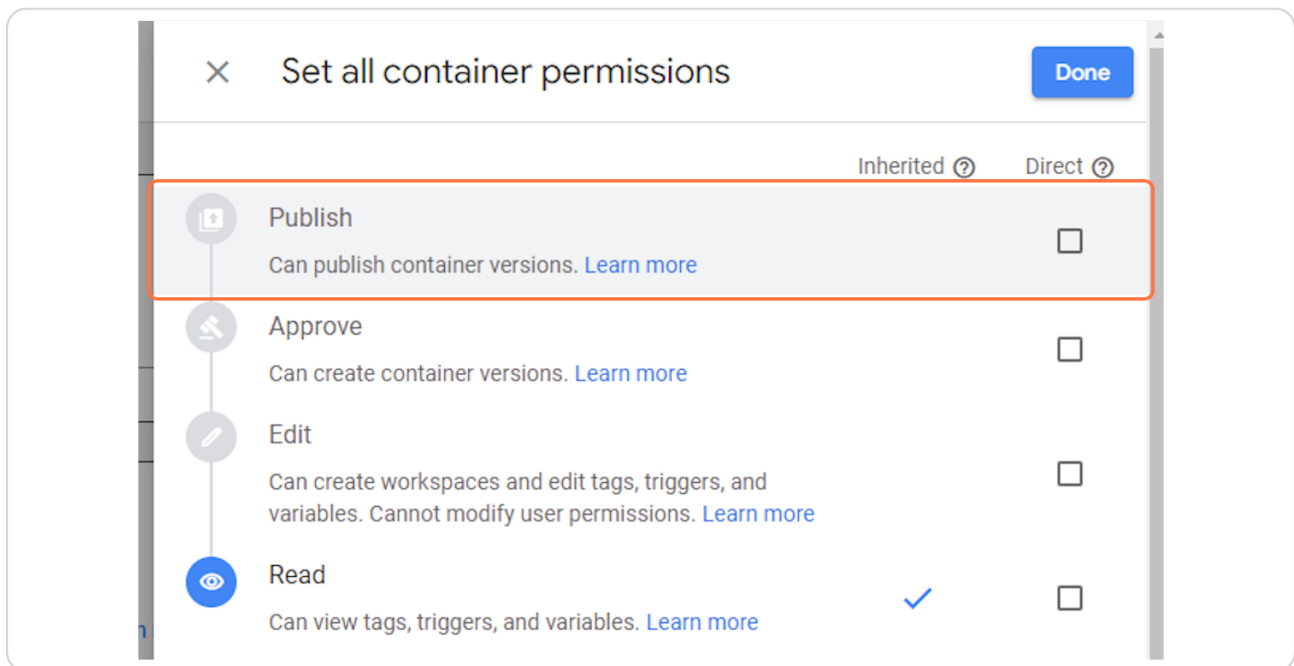 Set all container permissions
Done
Inherited
Direct
Publish
Can publish container versions. Learn more
Approve
Can create container versions. Learn more
Edit
Can create workspaces and edit tags, triggers, and
variables. Cannot modify user permissions. Learn more
Read
Can view tags, triggers, and variables. Learn more